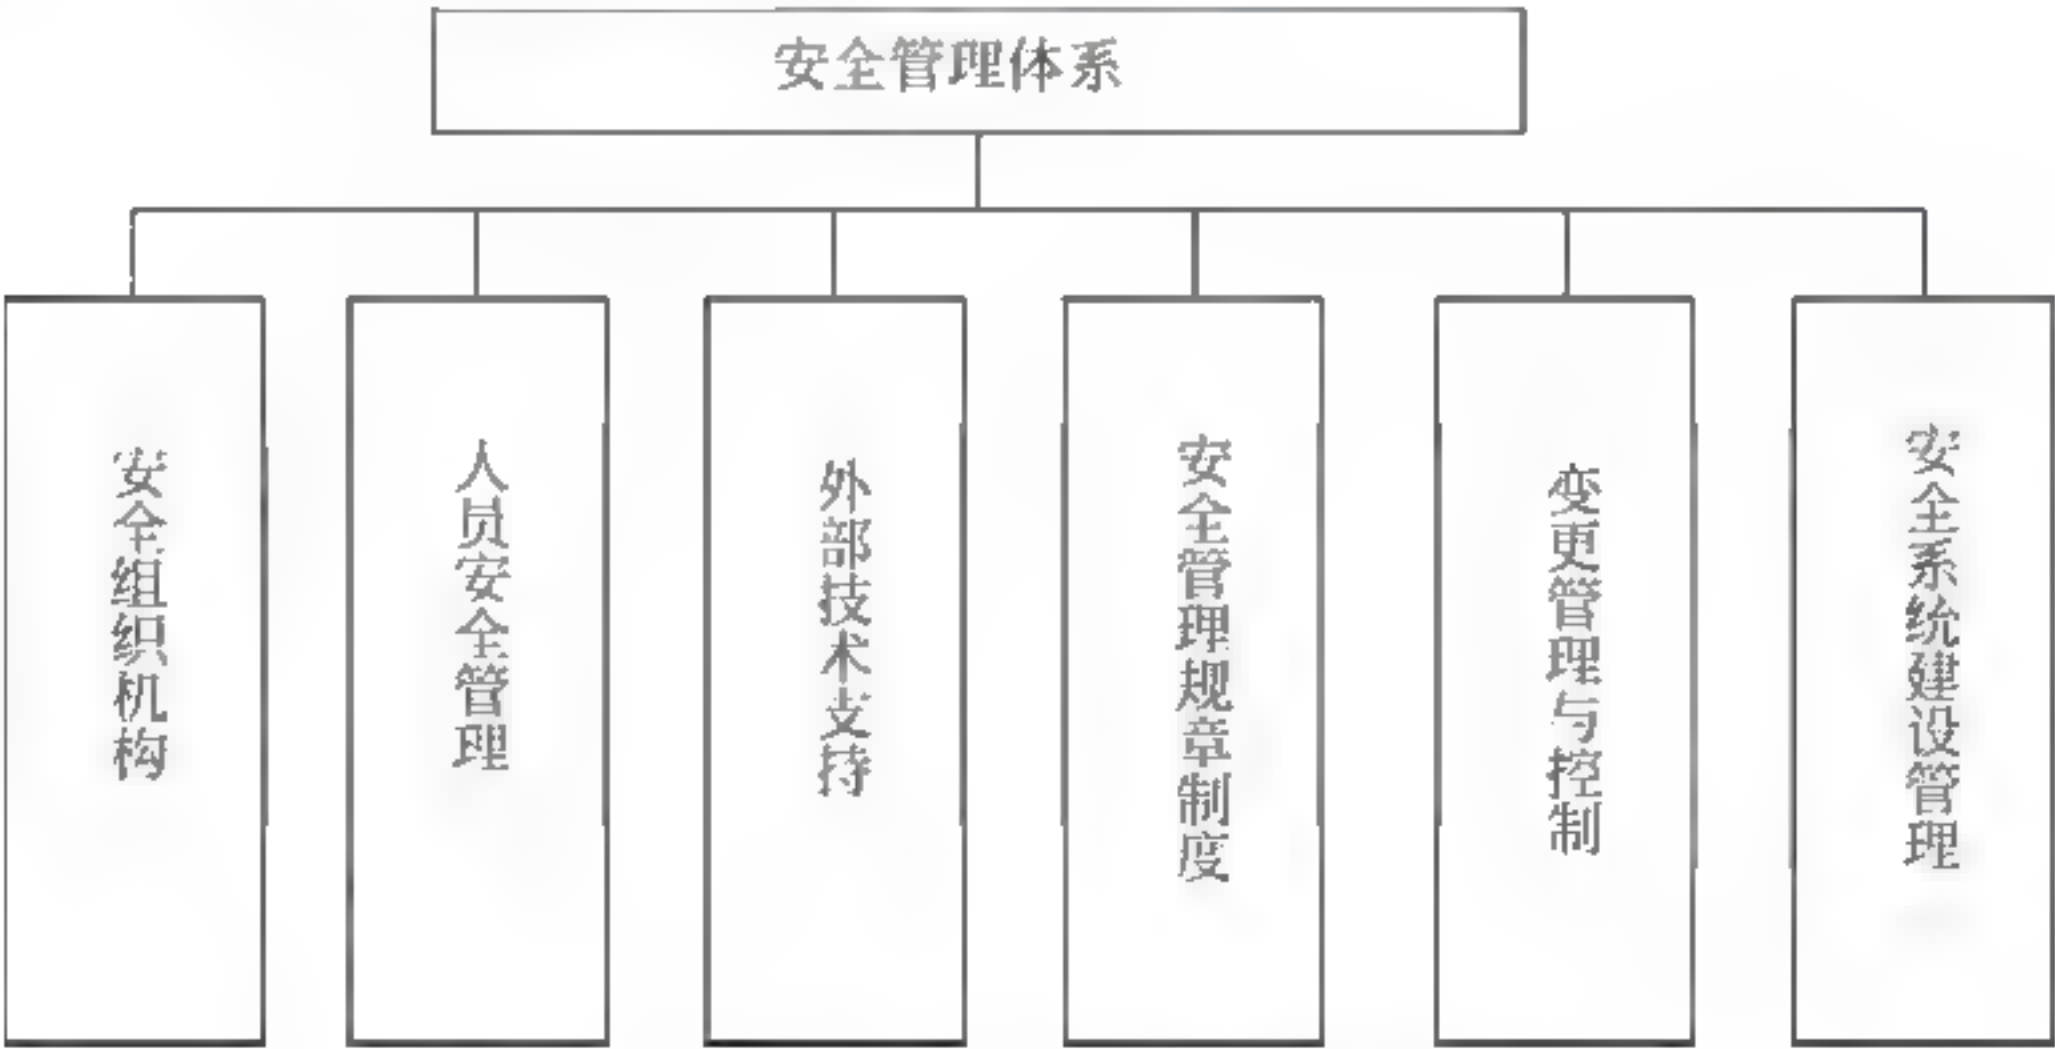 安全管理体系
安全组织机构
人员安全管理
外部技术支持
安全管理规章制度
变更管理与控制
安全系统建设管理